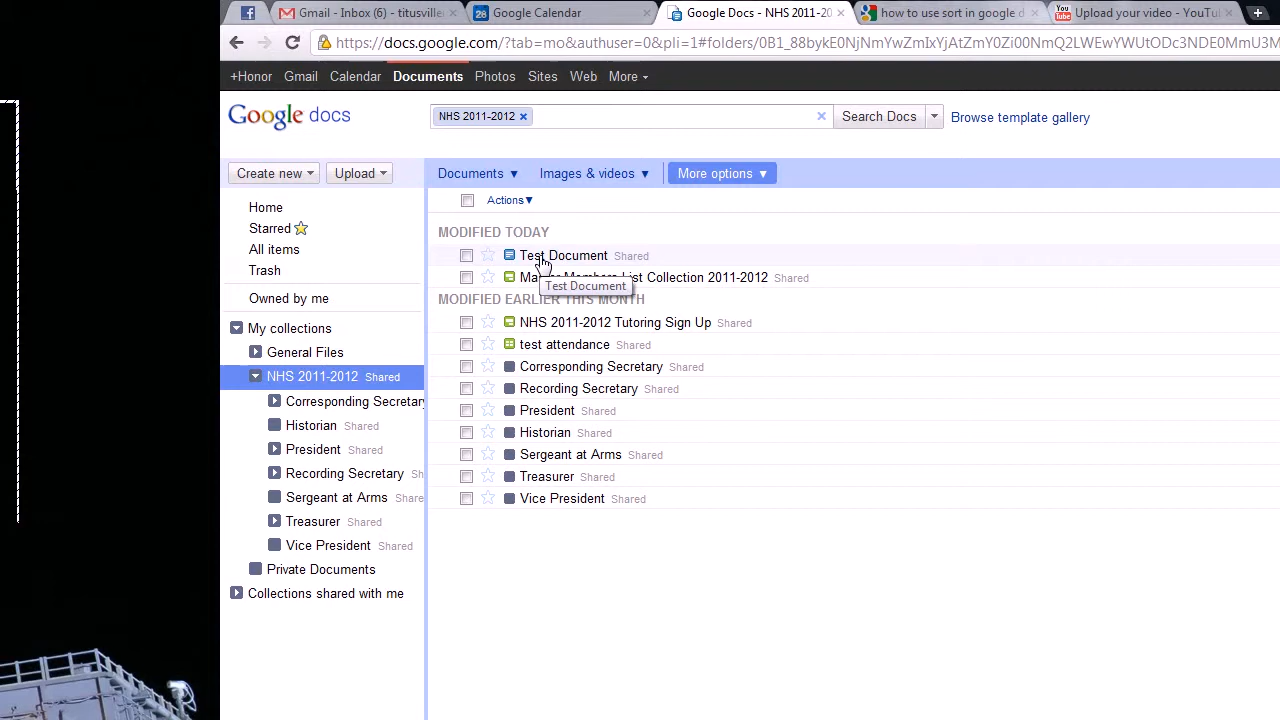 Gmail - Inbox (6) - titusville
28 Google Calendar
Google Docs - NHS 2011-20
how to use sort in google d
You Tube Upload your video - YouTu
https://docs.google.com/?tab=mo&authuser=0&pli=1#folders/0B1_88bykE0NjNmYwZmIxYjAtZmY0Zi00NmQ2LWEwYWUtODc3NDE0MmU3M
+Honor Gmail Calendar Documents Photos Sites Web More
Google docs
NHS 2011-2012 × Search Docs Browse template gallery
Create new Upload
Documents Images & videos More options
Actions
Home
Starred
All items
Trash
Owned by me
My collections
General Files
NHS 2011-2012 Shared
Corresponding Secretary
Historian Shared
President Shared
Recording Secretary Sh
Sergeant at Arms Share
Treasurer Shared
Vice President Shared
Private Documents
Collections shared with me
MODIFIED TODAY
Test Document Shared
List Collection 2011-2012 Shared
Test Document
MODIFIED EARLIER THIS MONTH
NHS 2011-2012 Tutoring Sign Up Shared
test attendance Shared
Corresponding Secretary Shared
Recording Secretary Shared
President Shared
Historian Shared
Sergeant at Arms Shared
Treasurer Shared
Vice President Shared